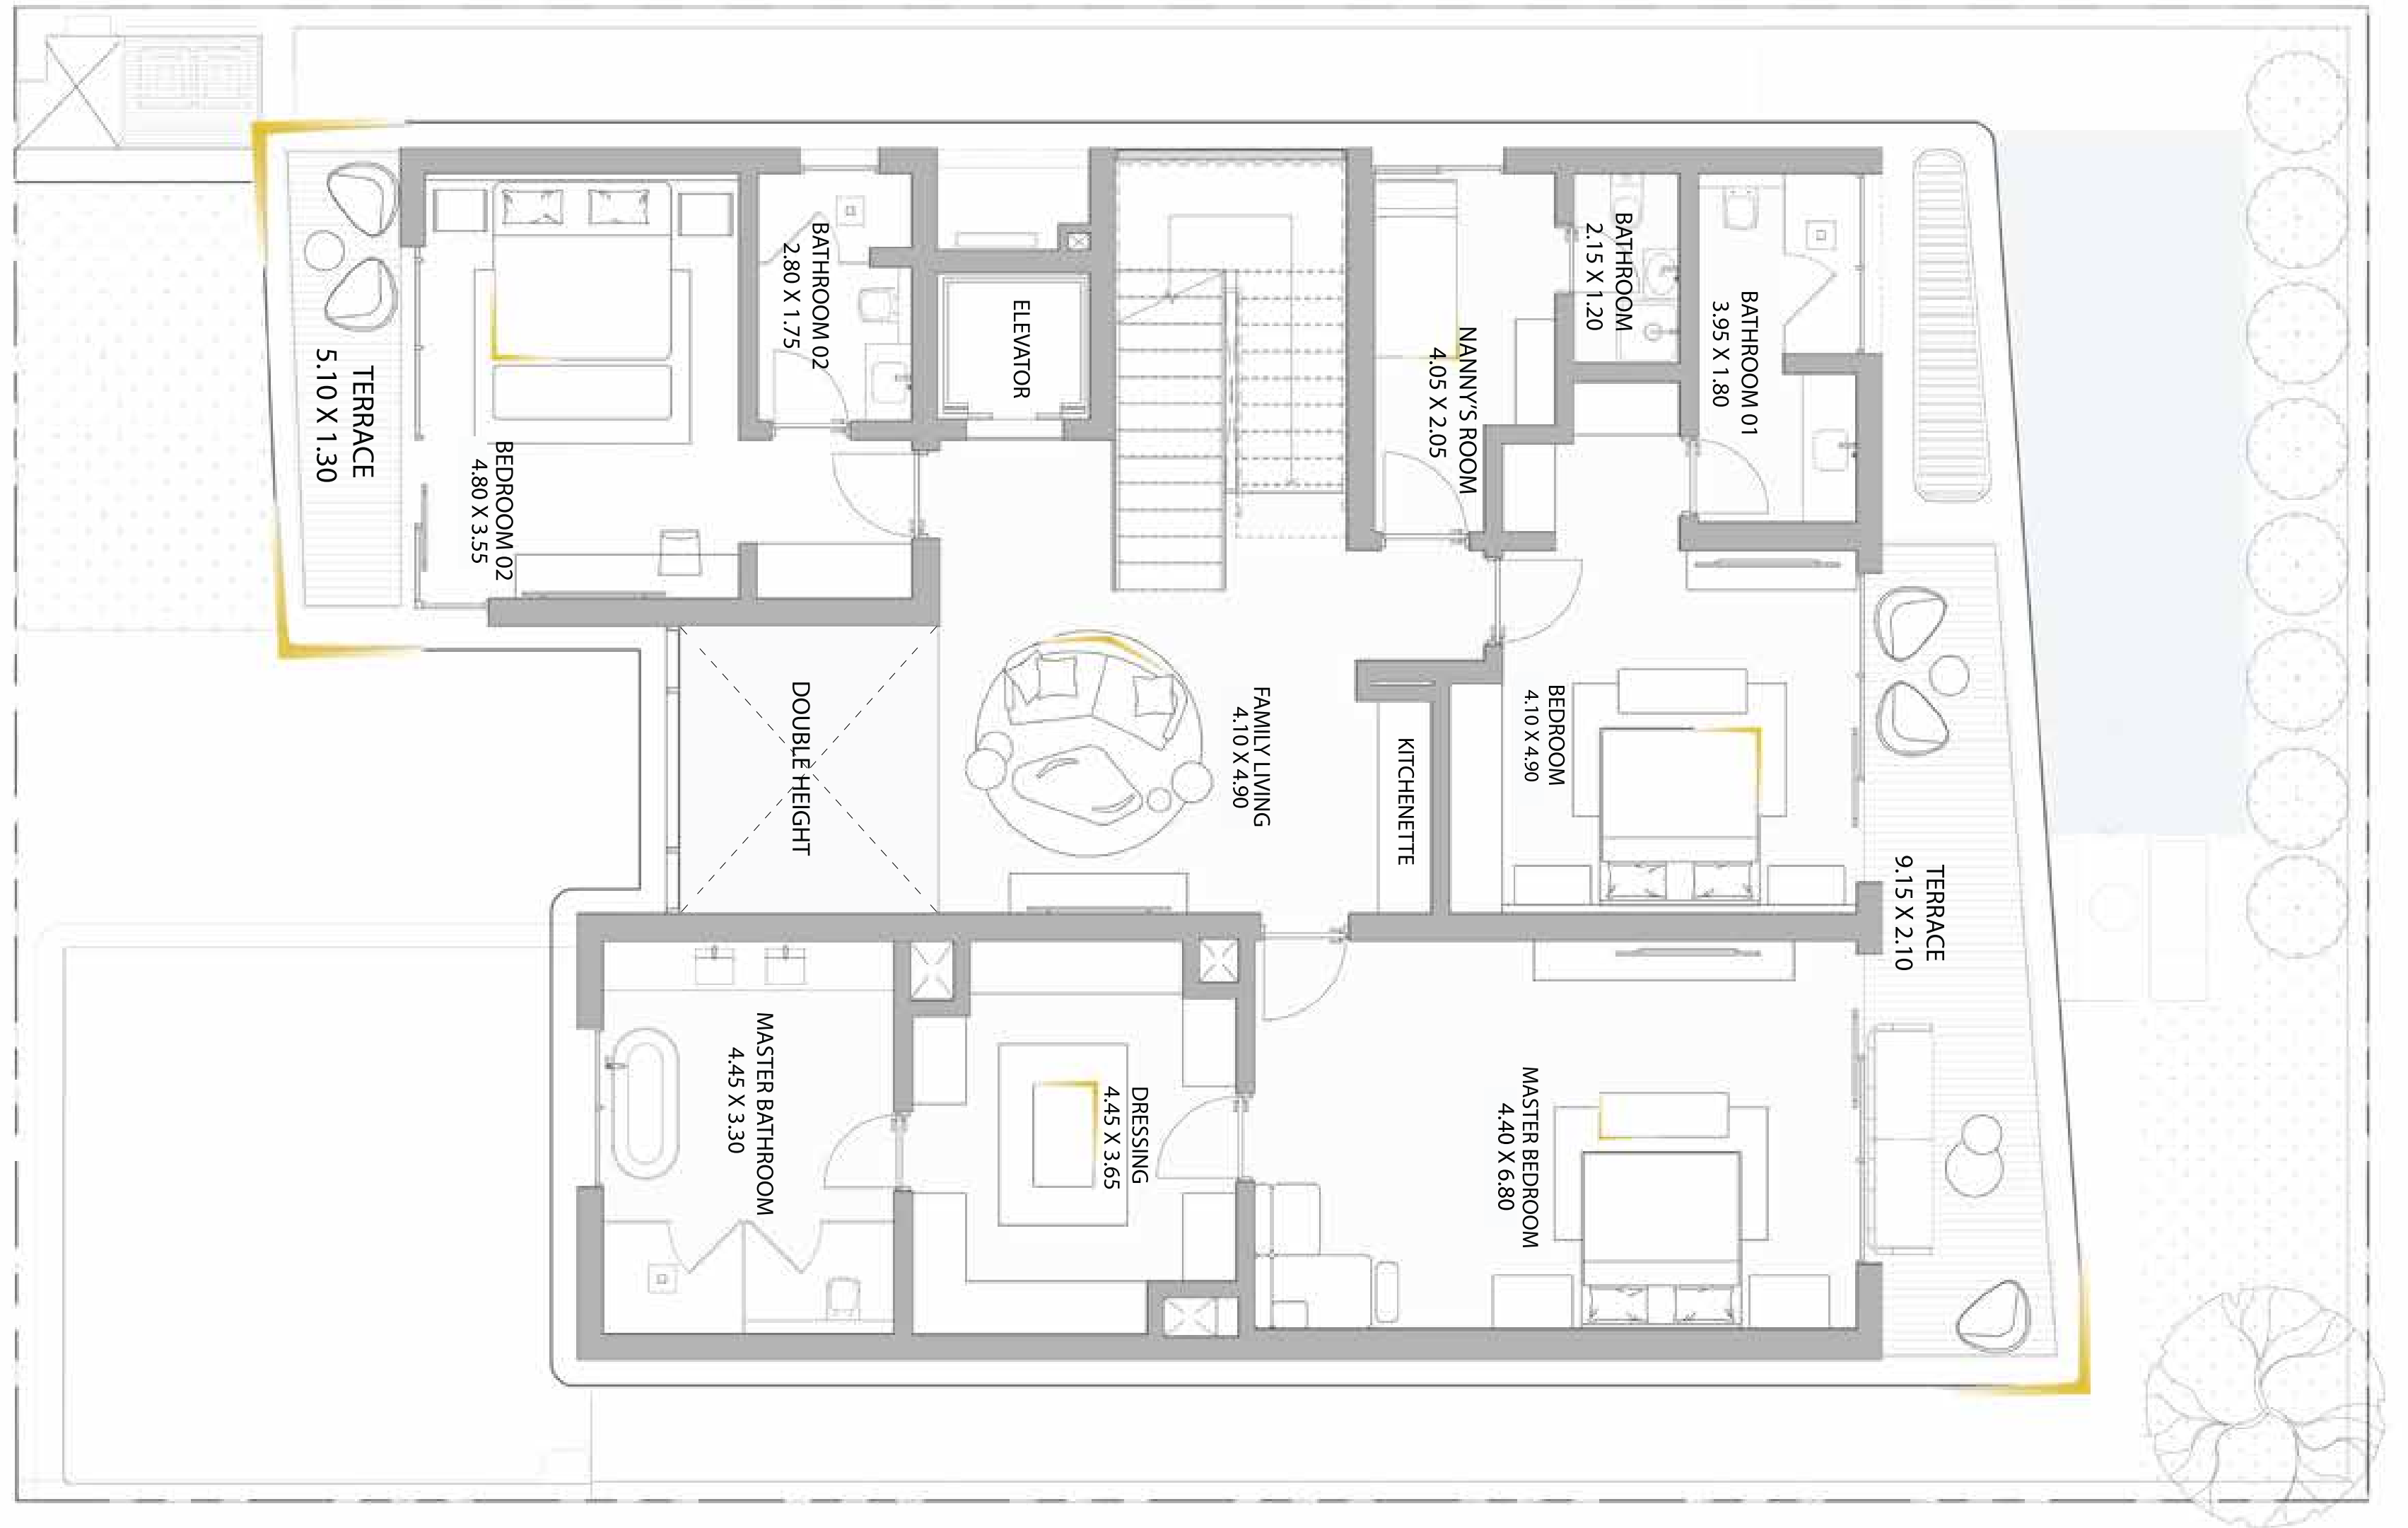 TERRACE
5.10 X 1.30
BEDROOM 02
4.80 X 3.55
BATHROOM 02
2.80 X 1.75
ELEVATOR
NANNY'S ROOM
4.05 X 2.05
BATHROOM
2.15 X 1.20
BATHROOM 01
3.95 X 1.80
DOUBLE HEIGHT
FAMILY LIVING
4.10 X 4.90
KITCHENETTE
BEDROOM
4.10 X 4.90
TERRACE
9.15 X 2.10
MASTER BATHROOM
4.45 X 3.30
DRESSING
4.45 X 3.65
MASTER BEDROOM
4.40 X 6.80